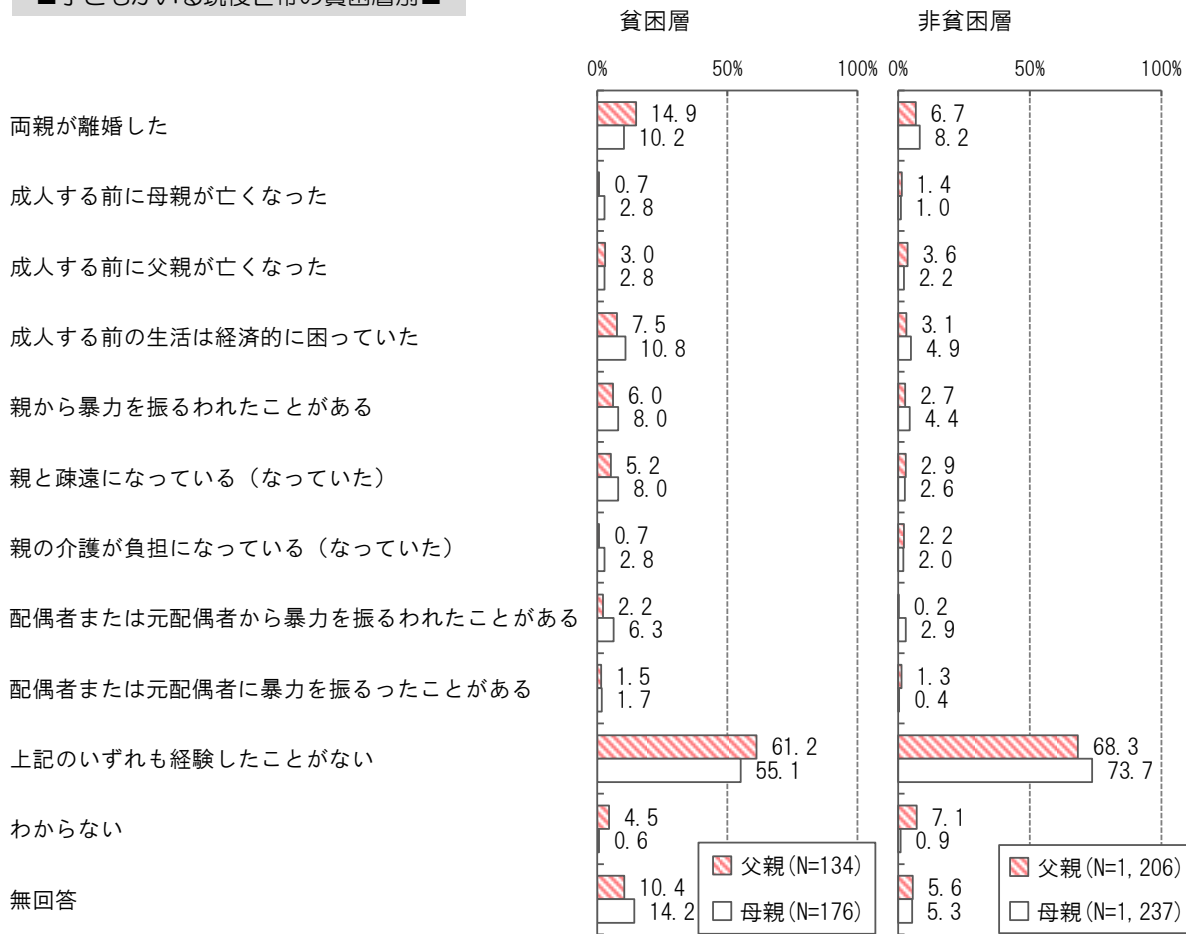 ■子どもがいる現役世帯の貧困層別■
貧困層 非貧困層
0% 50% 100% 0% 50% 100%
両親が離婚した 14.9 6.7
10.2 8.2
成人する前に母親が亡くなった 0.7 1.4
2.8 1.0
成人する前に父親が亡くなった 3.0 3.6
2.8 2.2
成人する前の生活は経済的に困っていた 7.5 3.1
10.8 4.9
親から暴力を振るわれたことがある 6.0 2.7
8.0 4.4
親と疎遠になっている（なっていた） 5.2 2.9
8.0 2.6
親の介護が負担になっている（なっていた） 0.7 2.2
2.8 2.0
配偶者または元配偶者から暴力を振るわれたことがある 2.2 0.2
6.3 2.9
配偶者または元配偶者に暴力を振るったことがある 1.5 1.3
1.7 0.4
上記のいずれも経験したことがない 61.2 68.3
55.1 73.7
わからない 4.5 7.1
0.6 0.9
無回答 10.4 5.6
14.2 5.3
父親(N=134) 父親(N=1,206)
母親(N=176) 母親(N=1,237)